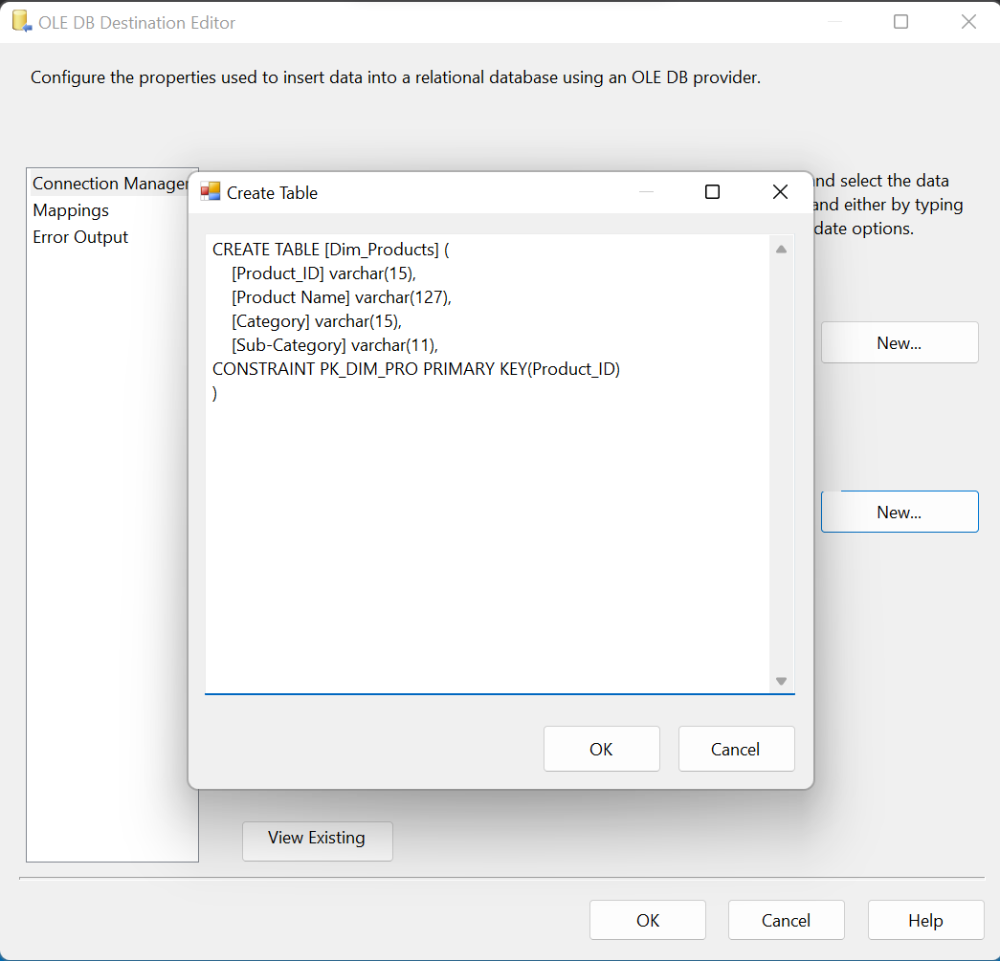 OLE DB Destination Editor
Configure the properties used to insert data into a relational database using an OLE DB provider.
Connection Manager
Mappings
Error Output
and select the data
and either by typing
date options.
New...
New...
Create Table
CREATE TABLE [Dim_Products] (
[Product_ID] varchar(15),
[Product Name] varchar(127),
[Category] varchar(15),
[Sub-Category] varchar(11),
CONSTRAINT PK_DIM_PRO PRIMARY KEY(Product_ID)
)
OK
Cancel
View Existing
OK
Cancel
Help